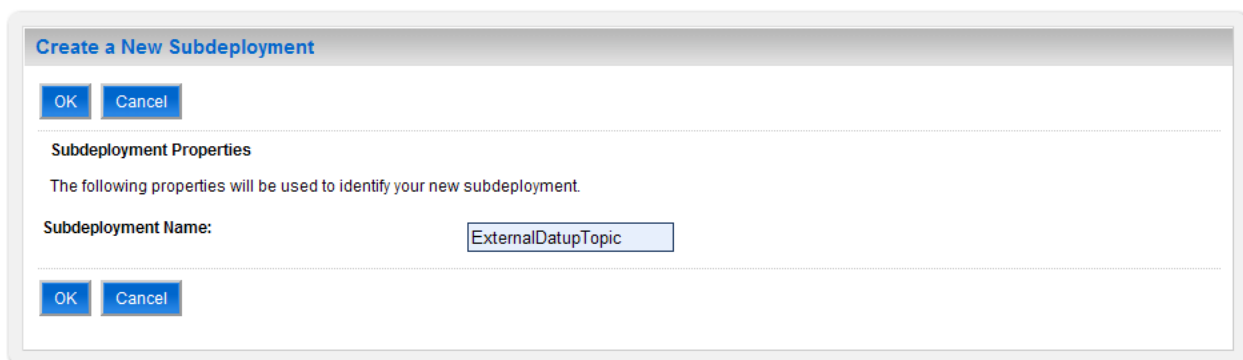 Create a New Subdeployment
OK Cancel
Subdeployment Properties
The following properties will be used to identify your new subdeployment.
Subdeployment Name: ExternalDatupTopic
OK Cancel